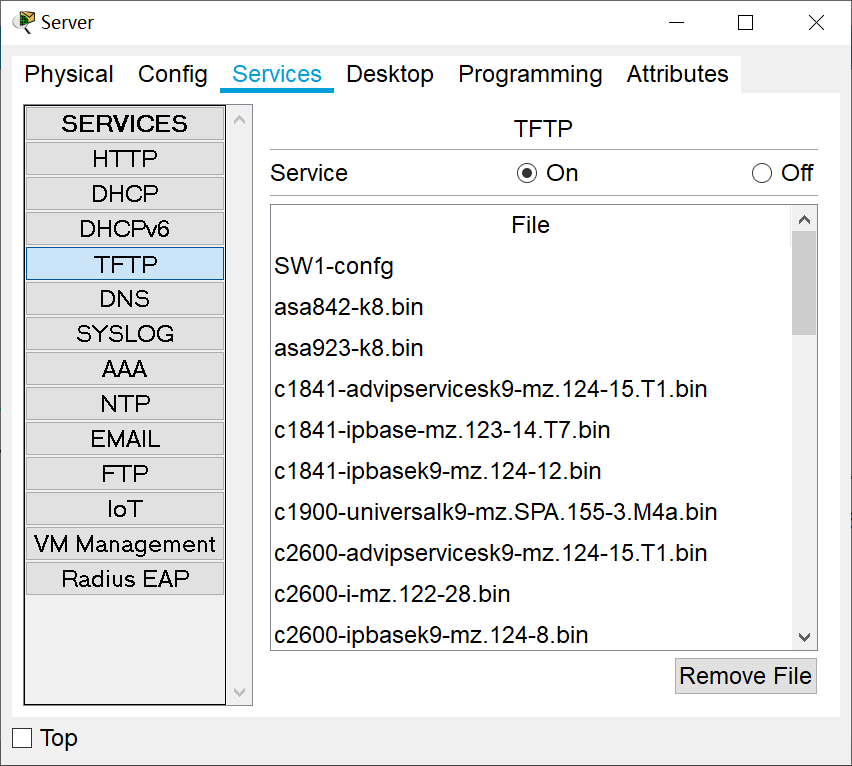 Server
Physical Config Services Desktop Programming Attributes
SERVICES
HTTP
DHCP
DHCPv6
TFTP
DNS
SYSLOG
AAA
NTP
EMAIL
FTP
IoT
VM Management
Radius EAP
TFTP
Service On Off
File
SW1-confg
asa842-k8.bin
asa923-k8.bin
c1841-advipservicesk9-mz.124-15.T1.bin
c1841-ipbase-mz.123-14.T7.bin
c1841-ipbasek9-mz.124-12.bin
c1900-universalk9-mz.SPA.155-3.M4a.bin
c2600-advipservicesk9-mz.124-15.T1.bin
c2600-i-mz.122-28.bin
c2600-ipbasek9-mz.124-8.bin
Remove File
Top